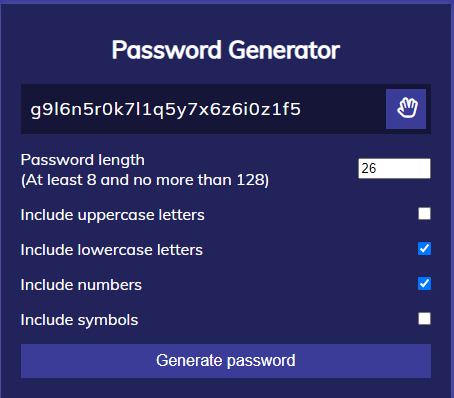 Password Generator
g9l6n5r0k7l1q5y7x6z6i0z1f5
Password length
(At least 8 and no more than 128)
26
Include uppercase letters
Include lowercase letters
Include numbers
Include symbols
Generate password